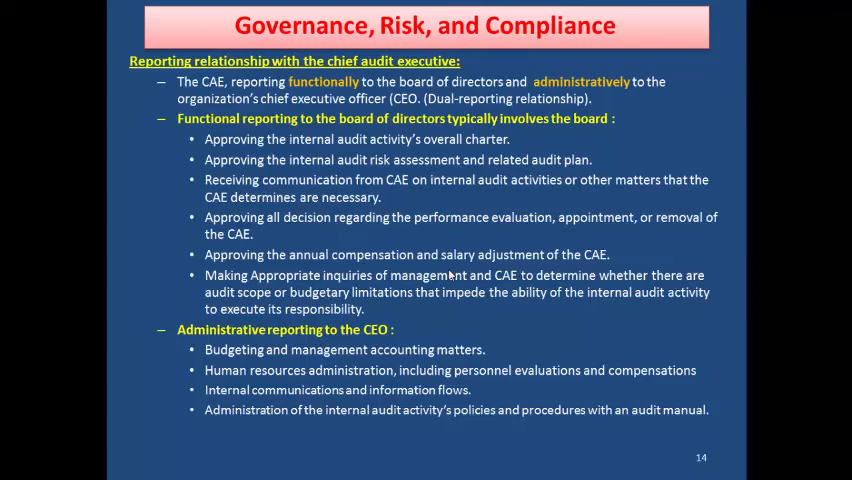 Governance, Risk, and Compliance
Reporting relationship with the chief audit executive:
– The CAE, reporting functionally to the board of directors and administratively to the
organization's chief executive officer (CEO. (Dual-reporting relationship).
– Functional reporting to the board of directors typically involves the board :
• Approving the internal audit activity's overall charter.
• Approving the internal audit risk assessment and related audit plan.
• Receiving communication from CAE on internal audit activities or other matters that the
CAE determines are necessary.
• Approving all decision regarding the performance evaluation, appointment, or removal of
the CAE.
• Approving the annual compensation and salary adjustment of the CAE.
• Making Appropriate inquiries of management and CAE to determine whether there are
audit scope or budgetary limitations that impede the ability of the internal audit activity
to execute its responsibility.
– Administrative reporting to the CEO :
• Budgeting and management accounting matters.
• Human resources administration, including personnel evaluations and compensations
• Internal communications and information flows.
• Administration of the internal audit activity's policies and procedures with an audit manual.
14